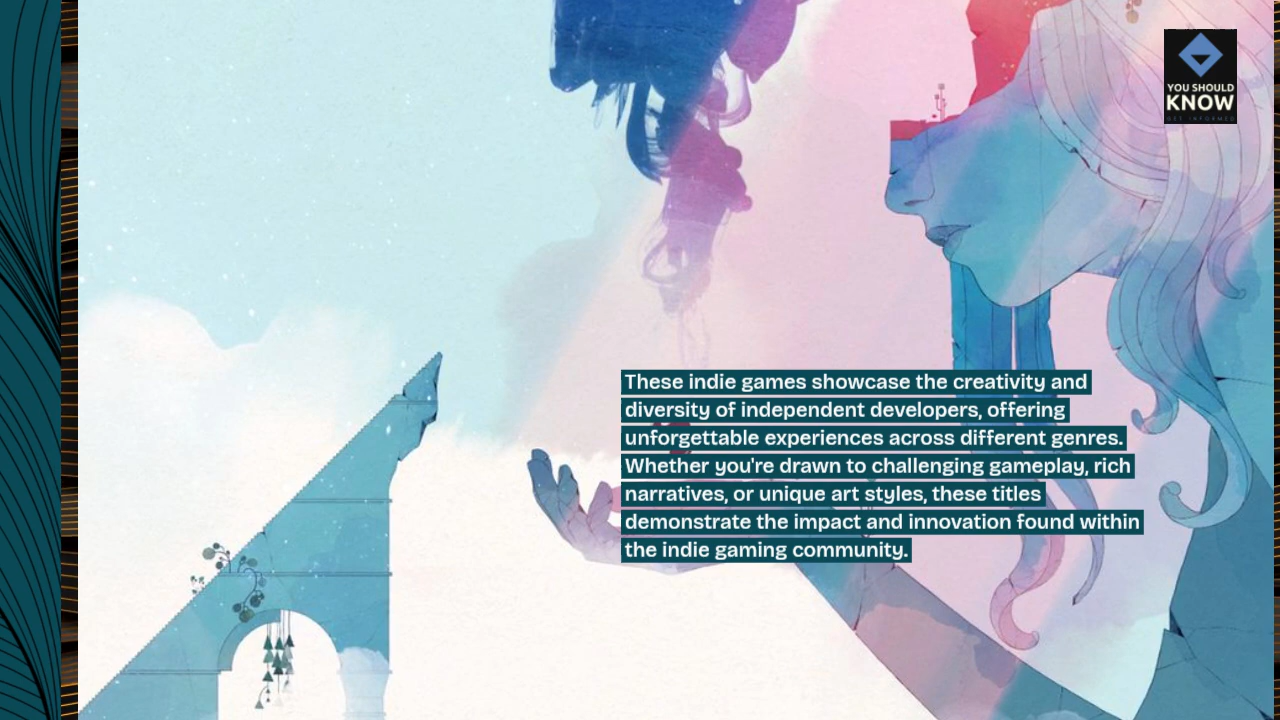 YOU SHOULD
KNOW
GET INFORMED
These indie games showcase the creativity and
diversity of independent developers, offering
unforgettable experiences across different genres.
Whether you're drawn to challenging gameplay, rich
narratives, or unique art styles, these titles
demonstrate the impact and innovation found within
the indie gaming community.